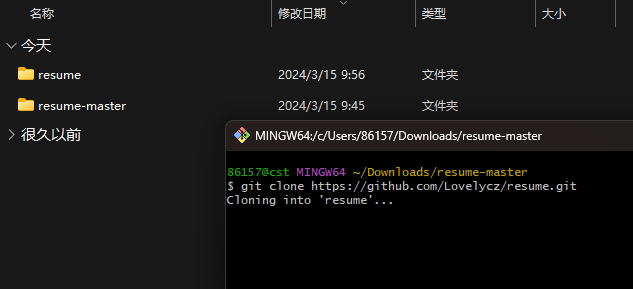 名称 修改日期 类型 大小
今天
resume 2024/3/15 9:56 文件夹
resume-master 2024/3/15 9:45 文件夹
很久以前
MINGW64:/c/Users/86157/Downloads/resume-master
86157@cst MINGW64 ~/Downloads/resume-master
$ git clone https://github.com/Lovelycz/resume.git
Cloning into 'resume'...